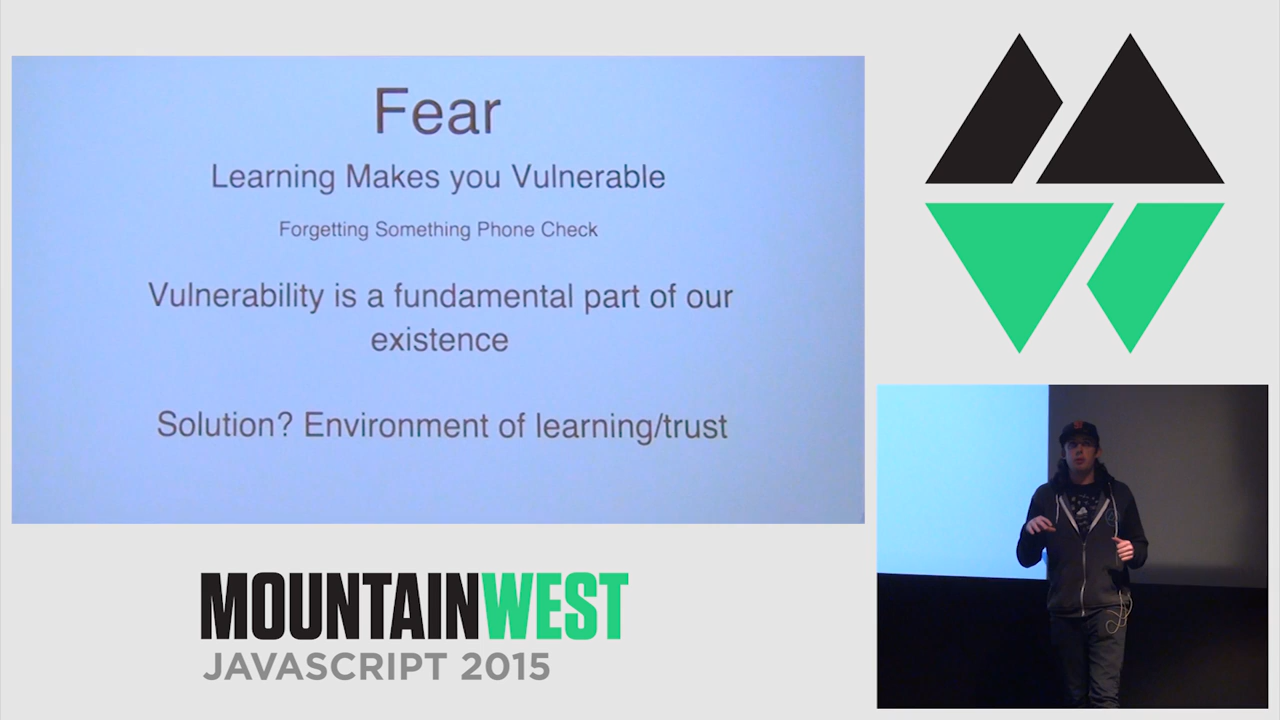 Fear
Learning Makes you Vulnerable
Forgetting Something Phone Check
Vulnerability is a fundamental part of our
existence
Solution? Environment of learning/trust
MOUNTAINWEST
JAVASCRIPT 2015